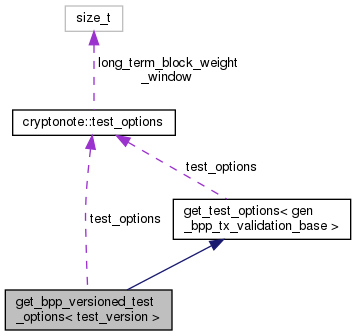 size_t
long_term_block_weight
_window
cryptonote::test_options
test_options
get_test_options< gen
_bpp_tx_validation_base >
test_options
get_bpp_versioned_test
_options< test_version >